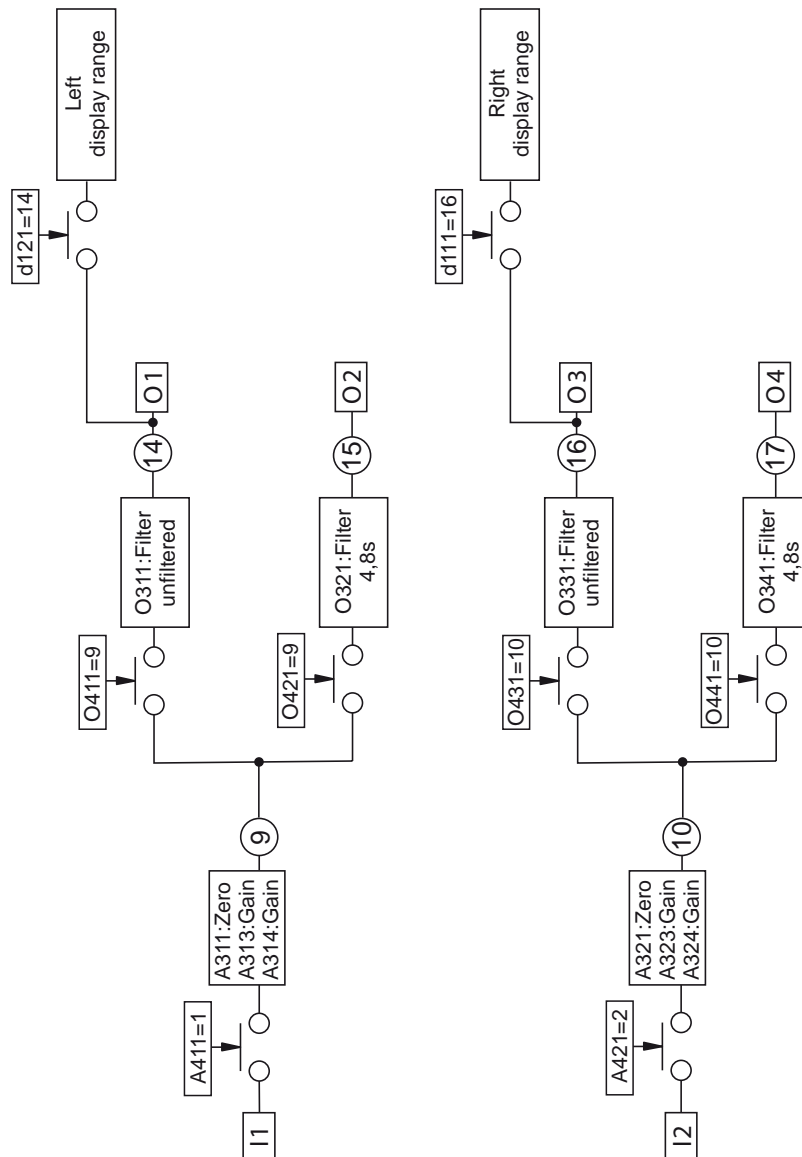 I1
A411=1
A311:Zero
A313:Gain
A314:Gain
9
O411=9
O311:Filter
unfiltered
14
O1
d121=14
Left
display range
O421=9
O321:Filter
4,8s
15
O2
I2
A421=2
A321:Zero
A323:Gain
A324:Gain
10
O431=10
O331:Filter
unfiltered
16
O3
d111=16
Right
display range
O441=10
O341:Filter
4,8s
17
O4